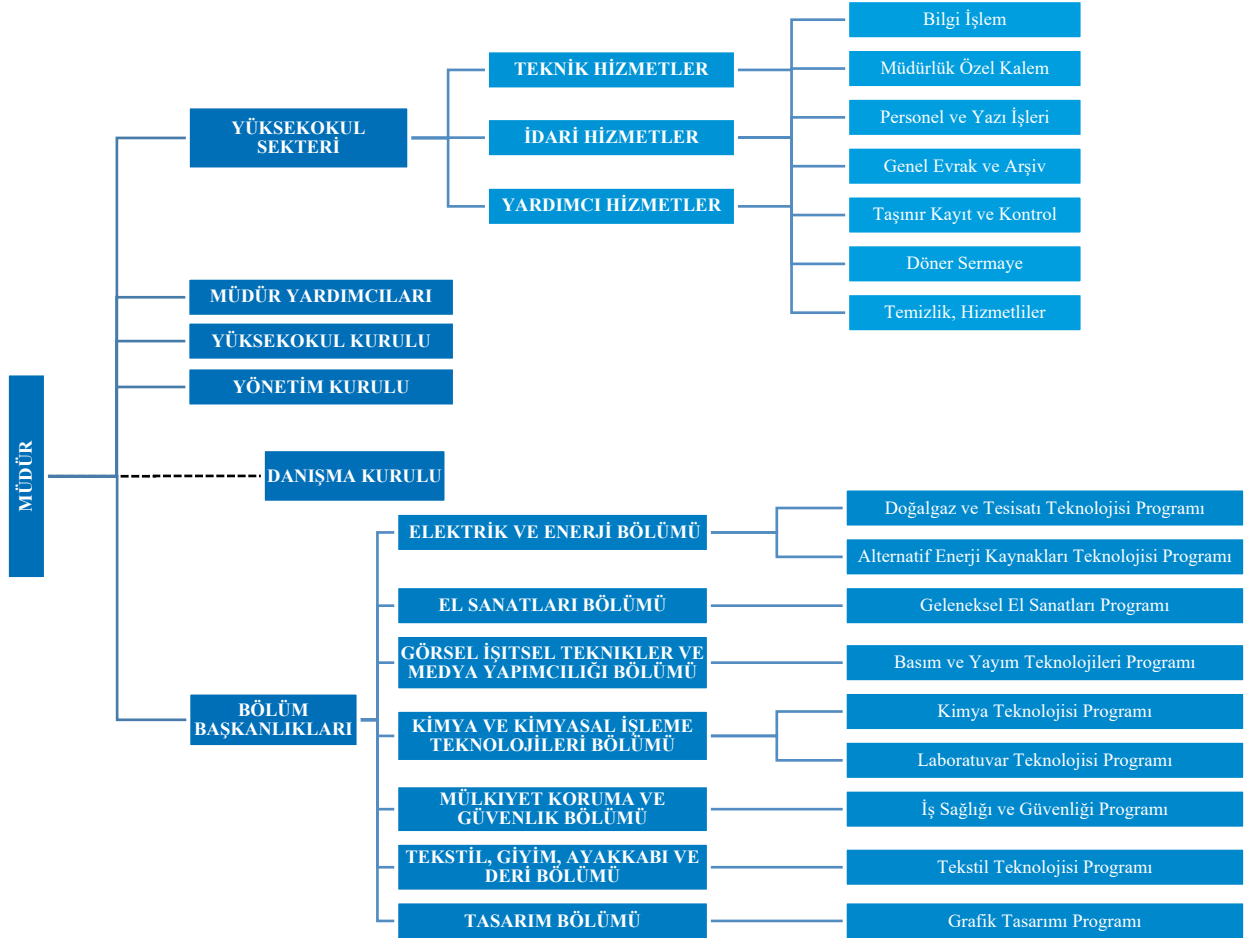 MÜDÜR
YÜKSEKOKUL
SEKTERİ
TEKNİK HİZMETLER
İDARİ HİZMETLER
YARDIMCI HİZMETLER
Bilgi İşlem
Müdürlük Özel Kalem
Personel ve Yazı İşleri
Genel Evrak ve Arşiv
Taşınır Kayıt ve Kontrol
Döner Sermaye
Temizlik, Hizmetliler
MÜDÜR YARDIMCILARI
YÜKSEKOKUL KURULU
YÖNETİM KURULU
DANIŞMA KURULU
BÖLÜM
BAŞKANLIKLARI
ELEKTRİK VE ENERJİ BÖLÜMÜ
Doğalgaz ve Tesisatı Teknolojisi Programı
Alternatif Enerji Kaynakları Teknolojisi Programı
EL SANATLARI BÖLÜMÜ
Geleneksel El Sanatları Programı
GÖRSEL İŞITSEL TEKNIKLER VE
MEDYA YAPIMCILIĞI BÖLÜMÜ
Basım ve Yayım Teknolojileri Programı
KİMYA VE KİMYASAL İŞLEME
TEKNOLOJİLERİ BÖLÜMÜ
Kimya Teknolojisi Programı
Laboratuvar Teknolojisi Programı
MÜLKIYET KORUMA VE
GÜVENLIK BÖLÜMÜ
İş Sağlığı ve Güvenliği Programı
TEKSTİL, GİYİM, AYAKKABI VE
DERİ BÖLÜMÜ
Tekstil Teknolojisi Programı
TASARIM BÖLÜMÜ
Grafik Tasarımı Programı